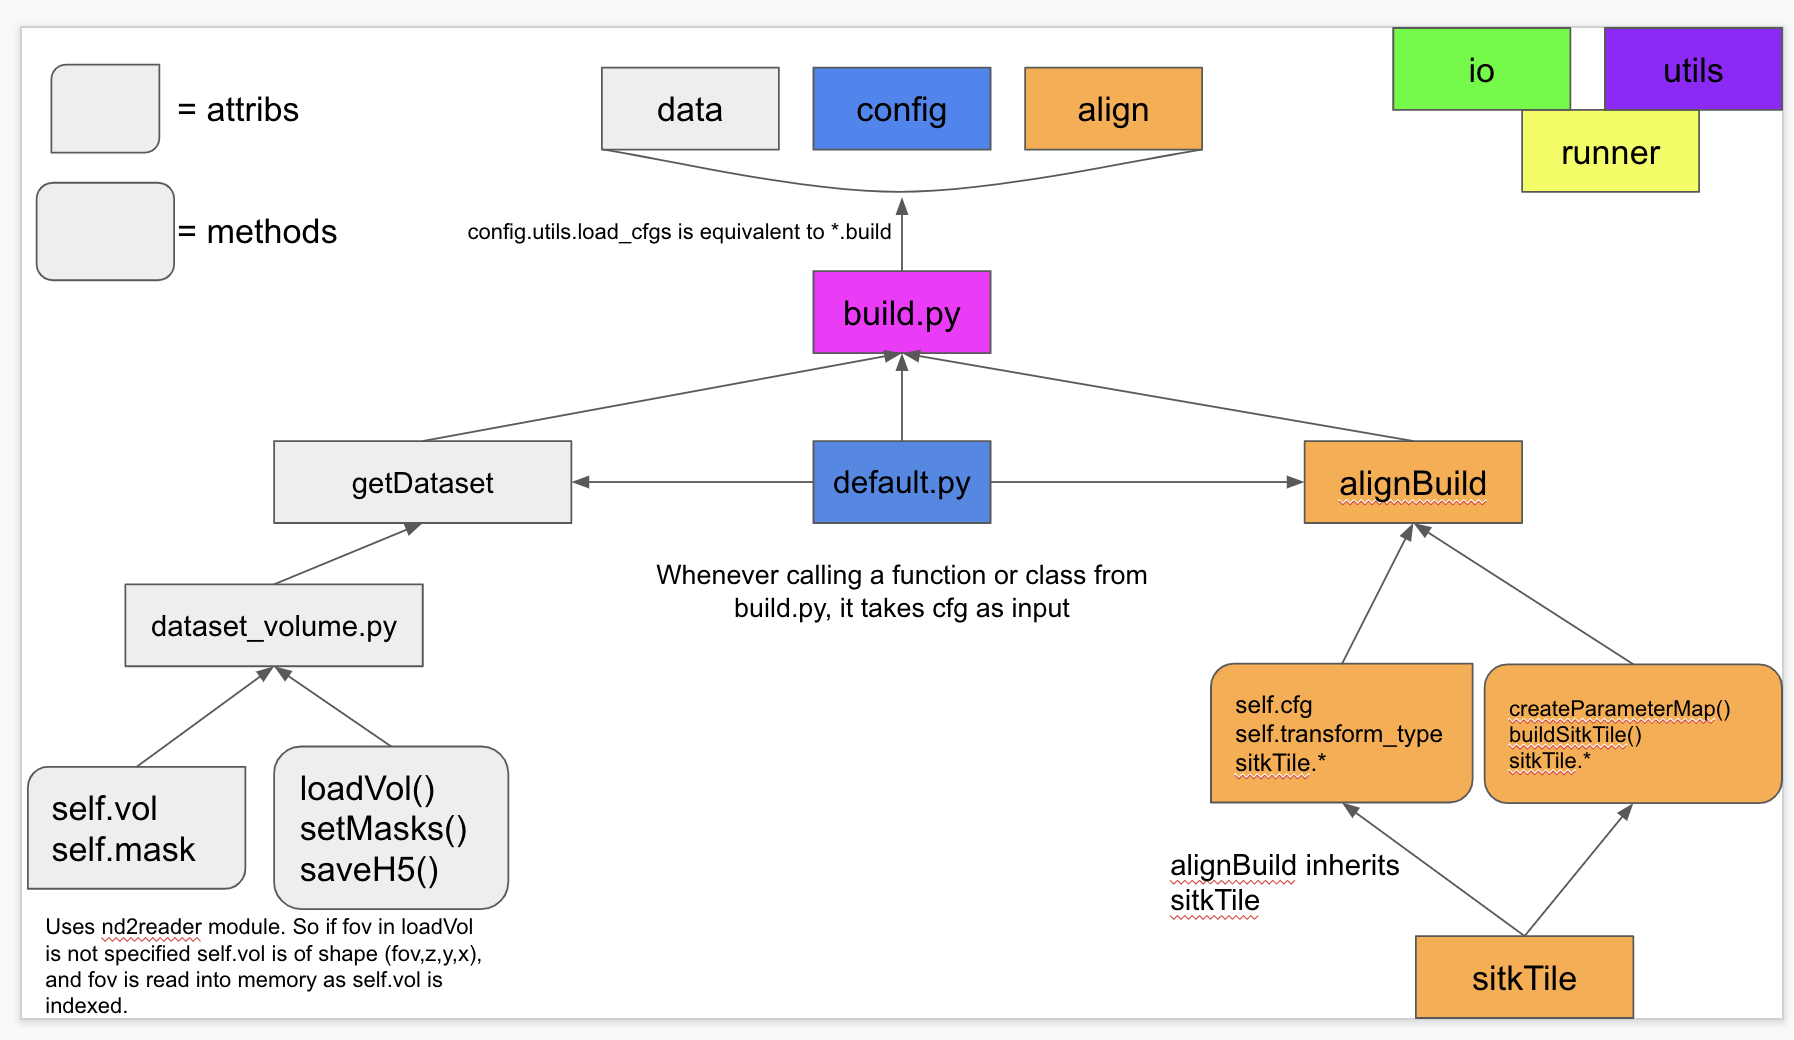 = attribs
= methods
data
config
align
io
utils
runner
config.utils.load_cfgs is equivalent to *.build
build.py
getDataset
default.py
alignBuild
Whenever calling a function or class from
build.py, it takes cfg as input
dataset_volume.py
self.vol
self.mask
loadVol()
setMasks()
saveH5()
Uses nd2reader module. So if fov in loadVol
is not specified self.vol is of shape (fov,z,y,x),
and fov is read into memory as self.vol is
indexed.
self.cfg
self.transform_type
sitkTile.*
createParameterMap()
buildSitkTile()
sitkTile.*
alignBuild inherits
sitkTile
sitkTile